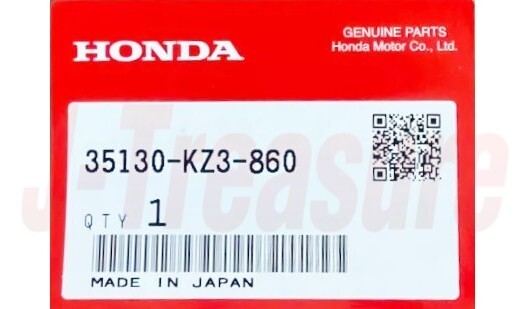 HONDA
GENUINE PARTS
Honda Motor Co., Ltd.
35130-KZ3-860
J-Treasure
QTY 1
MADE IN JAPAN